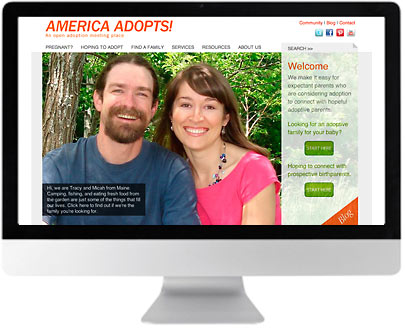 AMERICA ADOPTS!
An open adoption meeting place
Community | Blog | Contact
PREGNANT? HOPING TO ADOPT FIND A FAMILY SERVICES RESOURCES ABOUT US
SEARCH >>
Welcome
We make it easy for
expectant parents who
are considering adoption
to connect with hopeful
adoptive parents.
Looking for an adoptive
family for your baby?
START HERE
Hoping to connect with
prospective birthparents.
START HERE
Hi, we are Tracy and Micah from Maine.
Camping, fishing, and eating fresh food from
the garden are just some of the things that fill
our lives. Click here to find out if we're the
family you're looking for.
Blog